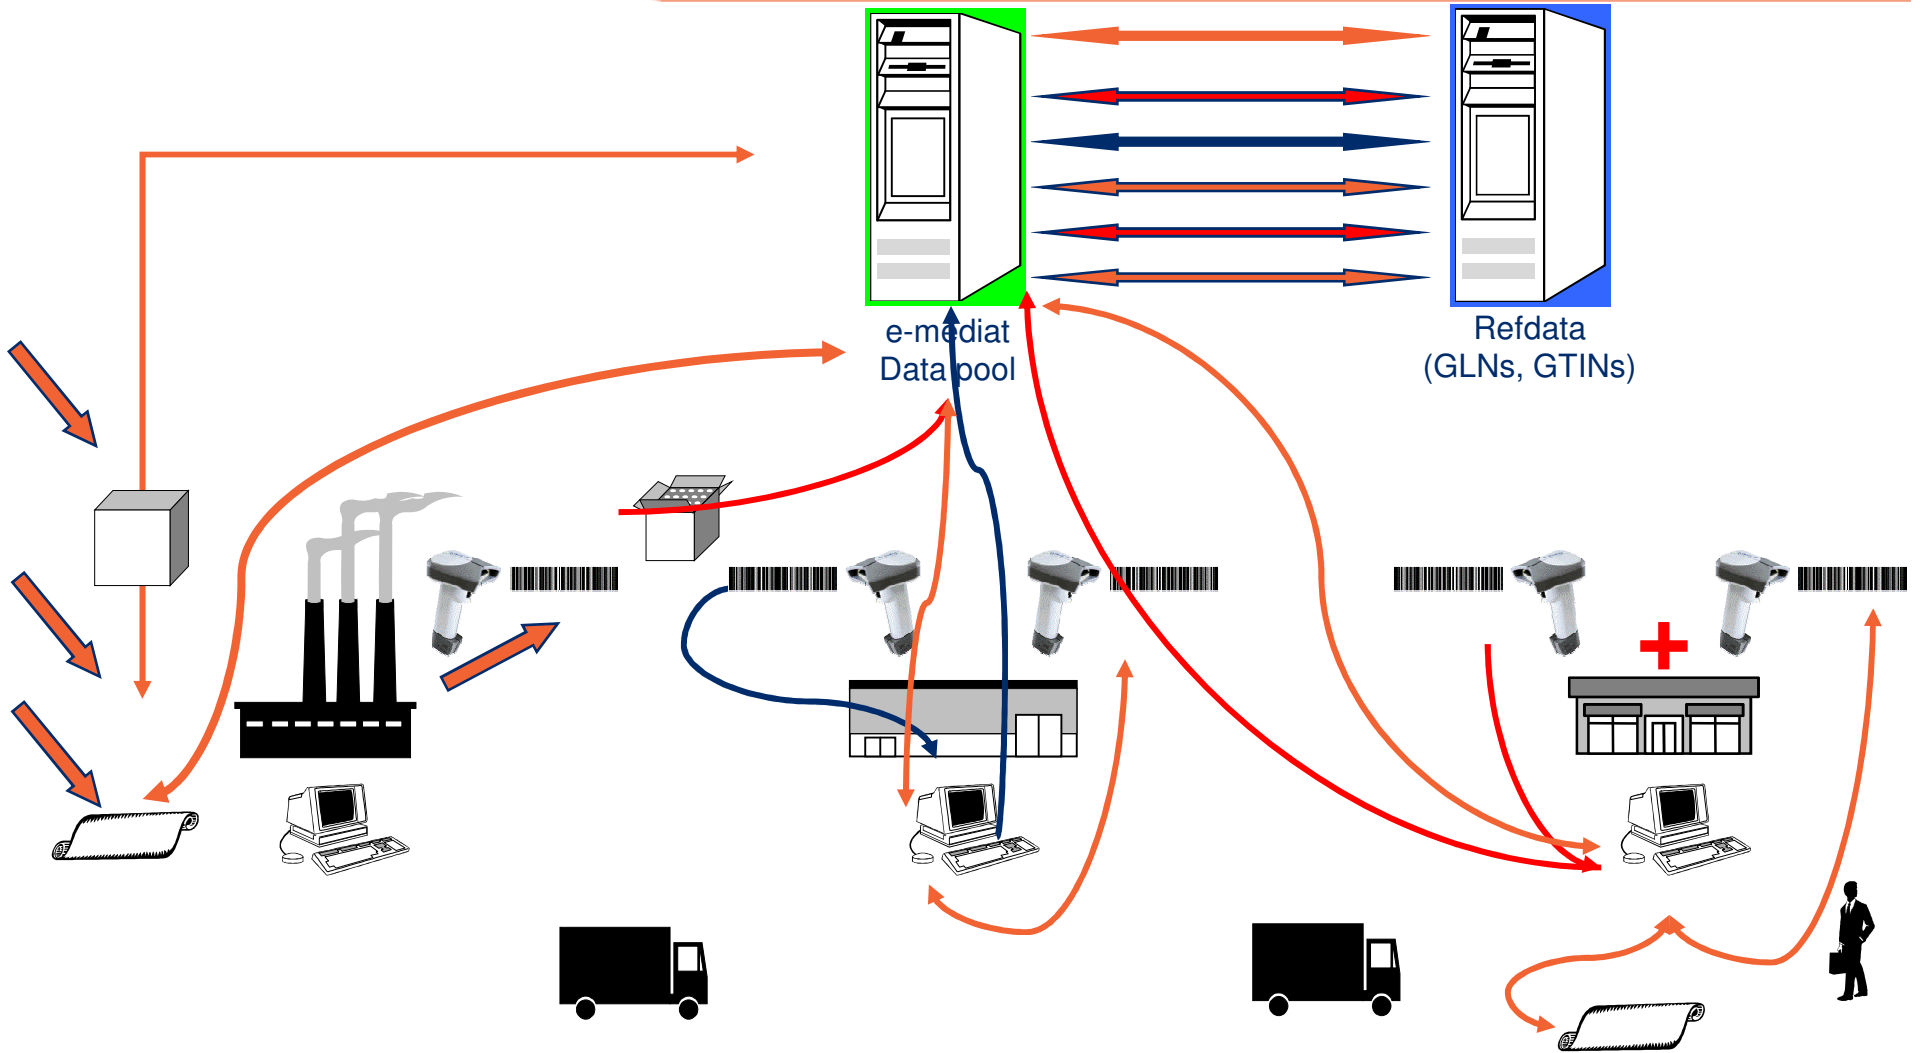 e-mediat
Data pool
Refdata
(GLNs, GTINs)